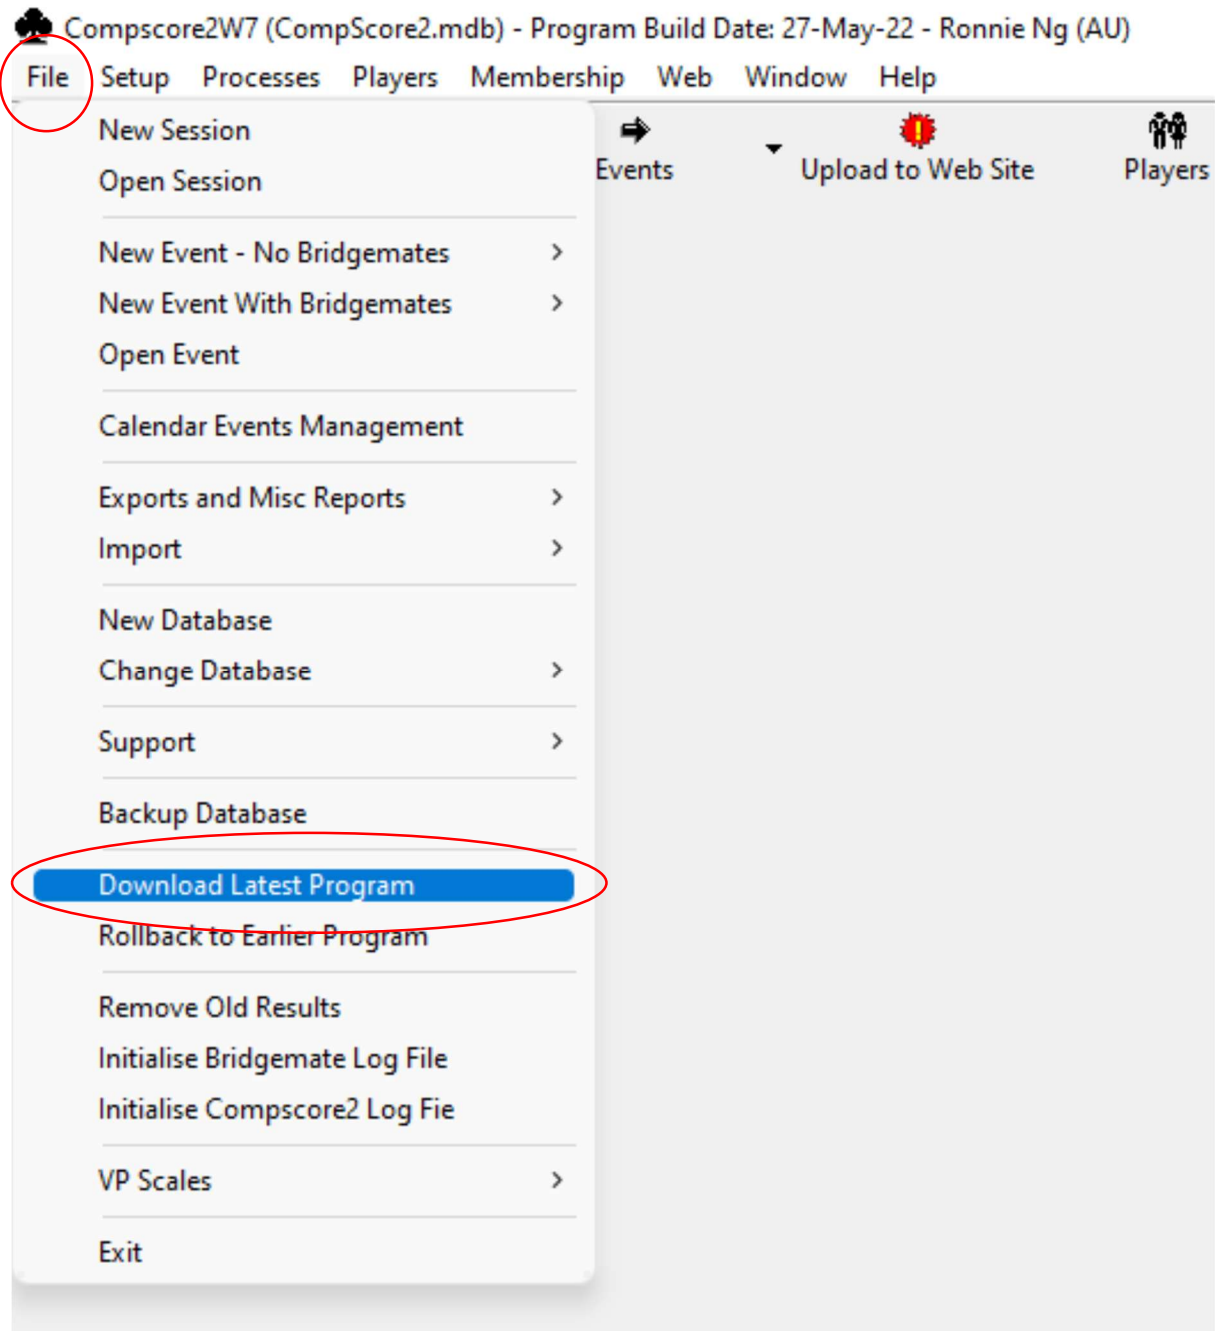 Compscore2W7 (CompScore2.mdb) - Program Build Date: 27-May-22 - Ronnie Ng (AU)
File Setup Processes Players Membership Web Window Help
Events Upload to Web Site Players
New Session
Open Session
New Event - No Bridgemates
New Event With Bridgemates
Open Event
Calendar Events Management
Exports and Misc Reports
Import
New Database
Change Database
Support
Backup Database
Download Latest Program
Rollback to Earlier Program
Remove Old Results
Initialise Bridgemate Log File
Initialise Compscore2 Log Fie
VP Scales
Exit